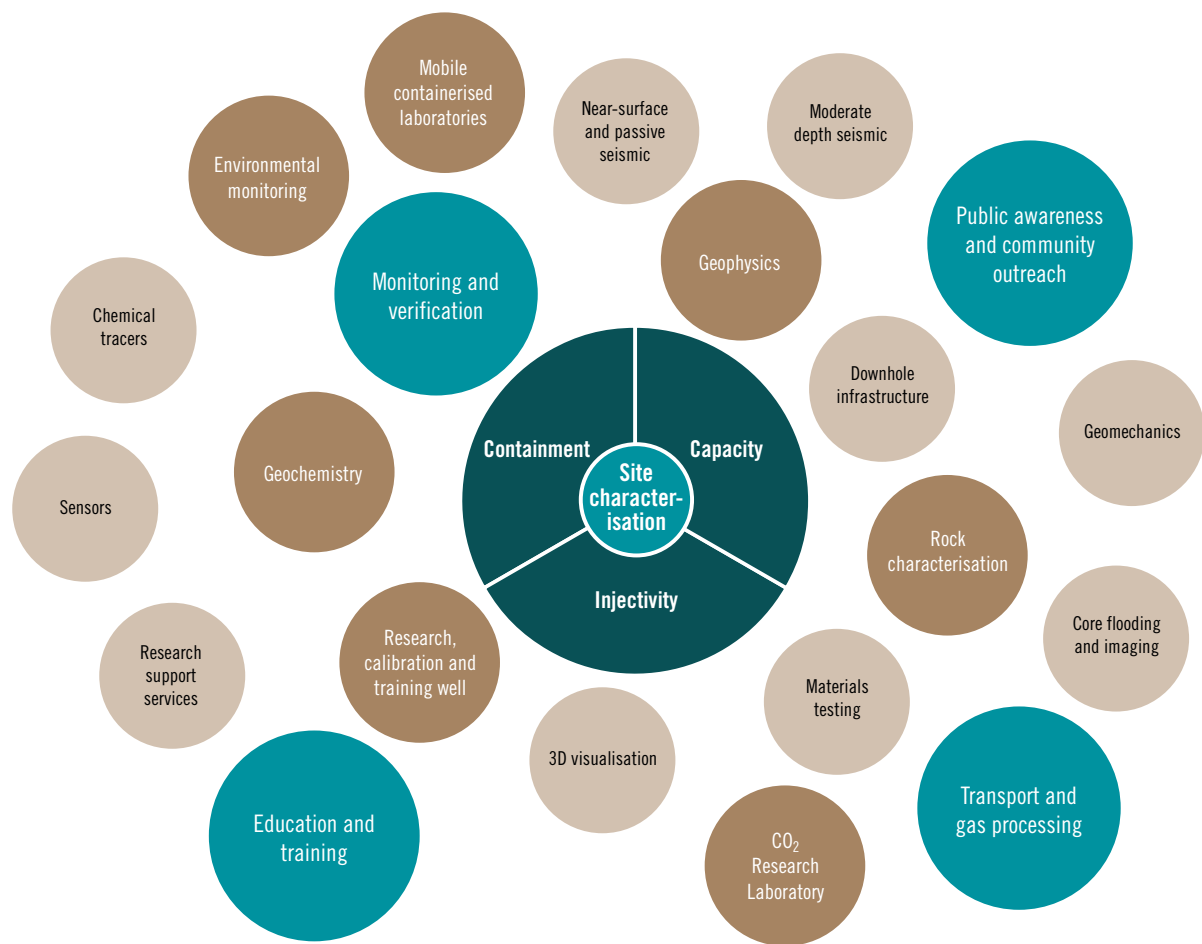 Mobile
containerised
laboratories
Near-surface
and passive
seismic
Moderate
depth seismic
Environmental
monitoring
Public awareness
and community
outreach
Geophysics
Monitoring and
verification
Chemical
tracers
Downhole
infrastructure
Geomechanics
Containment
Capacity
Geochemistry
Site
character-
isation
Sensors
Rock
characterisation
Injectivity
Core flooding
and imaging
Research
support
services
Research,
calibration and
training well
Materials
testing
3D visualisation
Transport and
gas processing
Education and
training
CO₂
Research
Laboratory